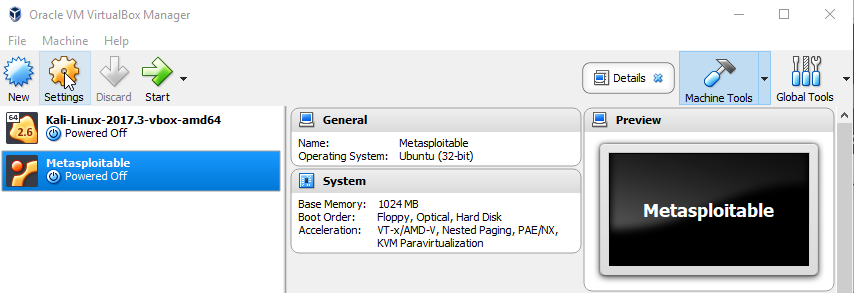 Oracle VM VirtualBox Manager
File Machine Help
New Settings Discard Start Details Machine Tools Global Tools
64
2.6
Kali-Linux-2017.3-vbox-amd64
Powered Off
Metasploitable
Powered Off
General
Name: Metasploitable
Operating System: Ubuntu (32-bit)
System
Base Memory: 1024 MB
Boot Order: Floppy, Optical, Hard Disk
Acceleration: VT-x/AMD-V, Nested Paging, PAE/NX,
KVM Paravirtualization
Preview
Metasploitable